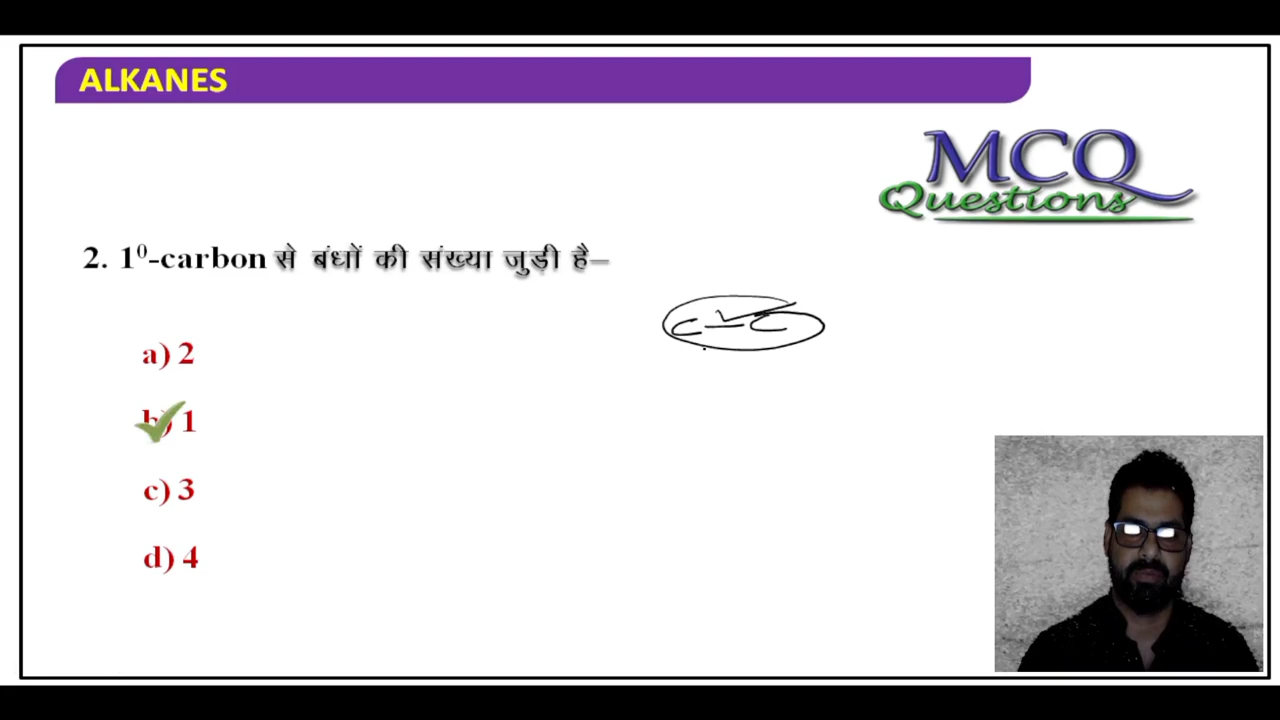 ALKANES
MCQ
Questions
2. 1⁰-carbon से बंधों की संख्या जुड़ी है–
C – C
a) 2
b) 1
c) 3
d) 4